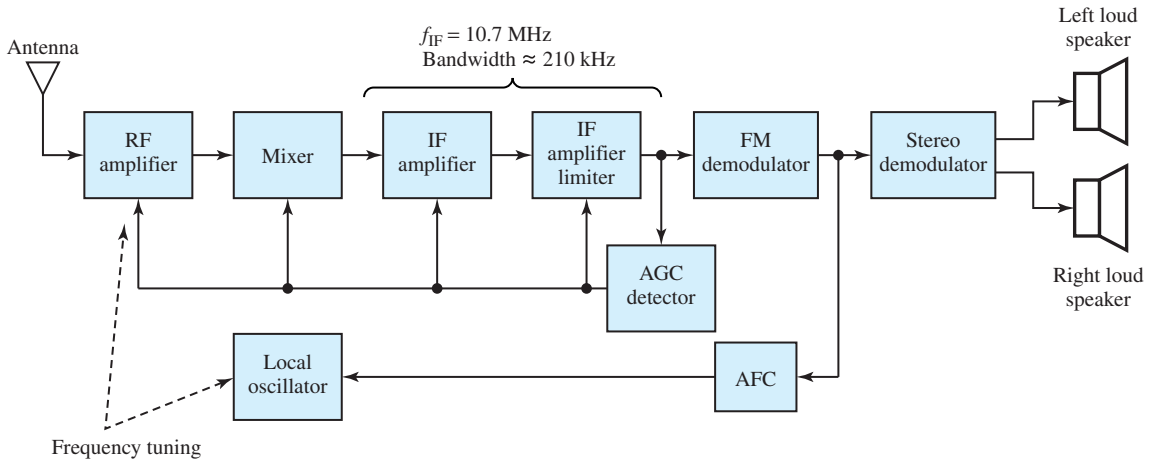 Left loud
speaker
f_IF = 10.7 MHz
Bandwidth ≈ 210 kHz
Antenna
RF
amplifier
Mixer
IF
amplifier
IF
amplifier
limiter
FM
demodulator
Stereo
demodulator
AGC
detector
Right loud
speaker
Local
oscillator
AFC
Frequency tuning